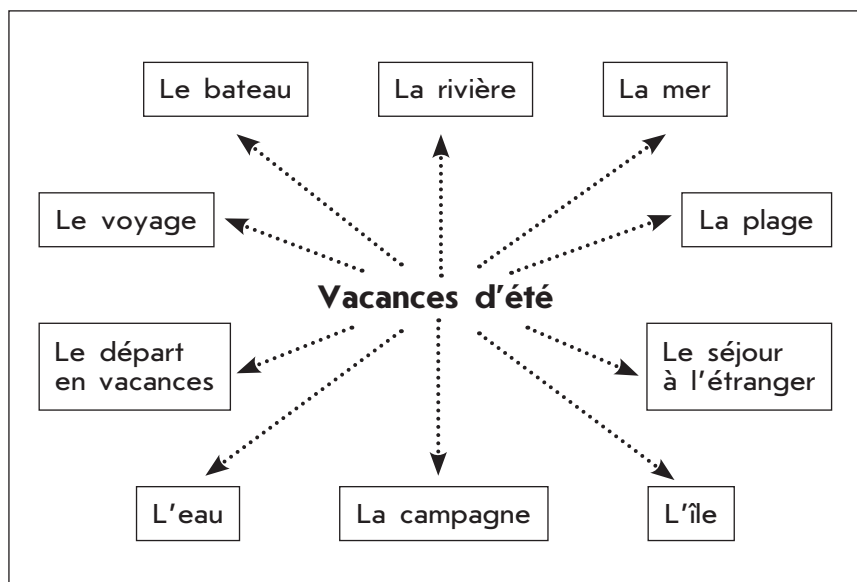 Le bateau
La rivière
La mer
Le voyage
La plage
Vacances d'été
Le départ
en vacances
Le séjour
à l'étranger
L'eau
La campagne
L'île